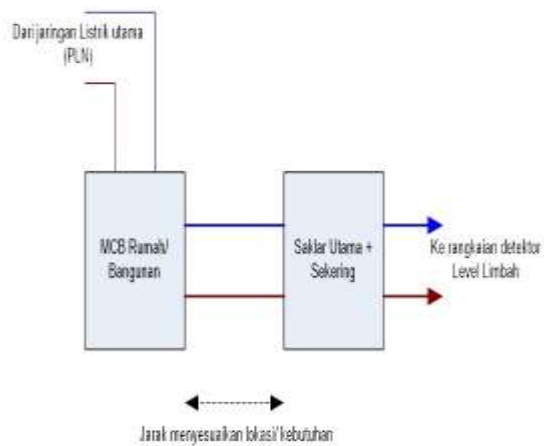 Dari jaringan Listrik utama
(PLN)
MCB Rumah/
Bangunan
Saklar Utama +
Sekering
Ke rangkaian detektor
Level Limbah
Jarak menyesuaikan lokasi/ kebutuhan